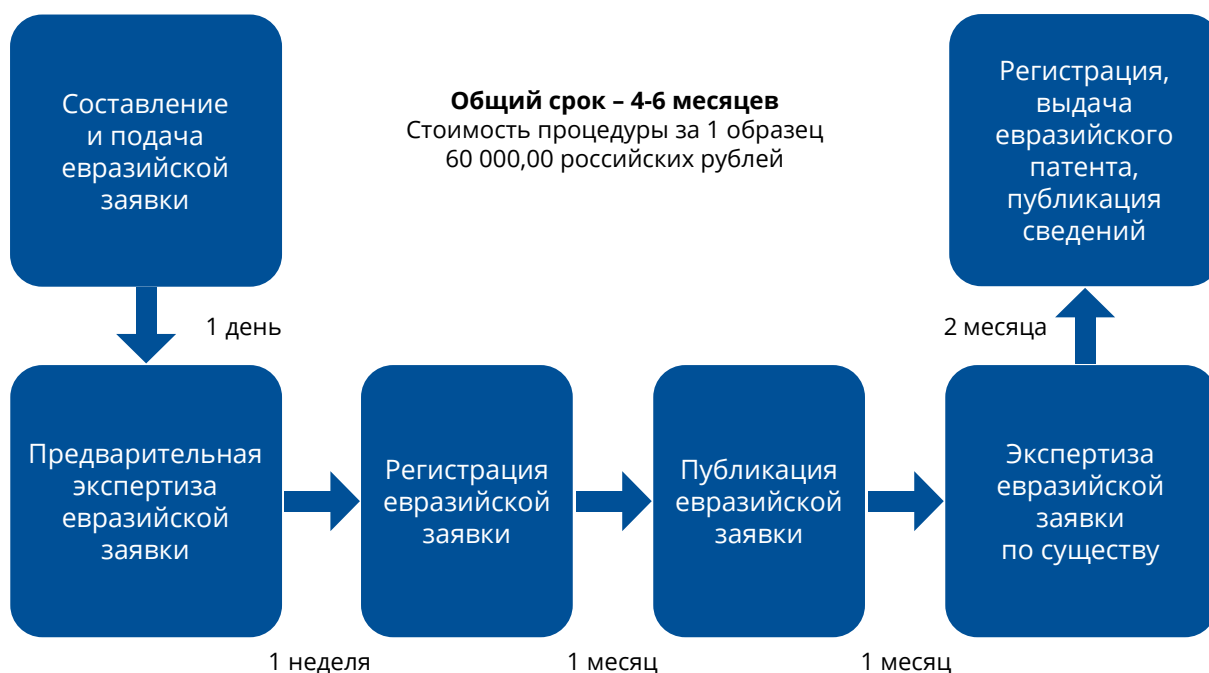 Составление
и подача
евразийской
заявки
Общий срок – 4-6 месяцев
Стоимость процедуры за 1 образец
60 000,00 российских рублей
Регистрация,
выдача
евразийского
патента,
публикация
сведений
1 день
2 месяца
Предварительная
экспертиза
евразийской
заявки
Регистрация
евразийской
заявки
Публикация
евразийской
заявки
Экспертиза
евразийской
заявки
по существу
1 неделя
1 месяц
1 месяц